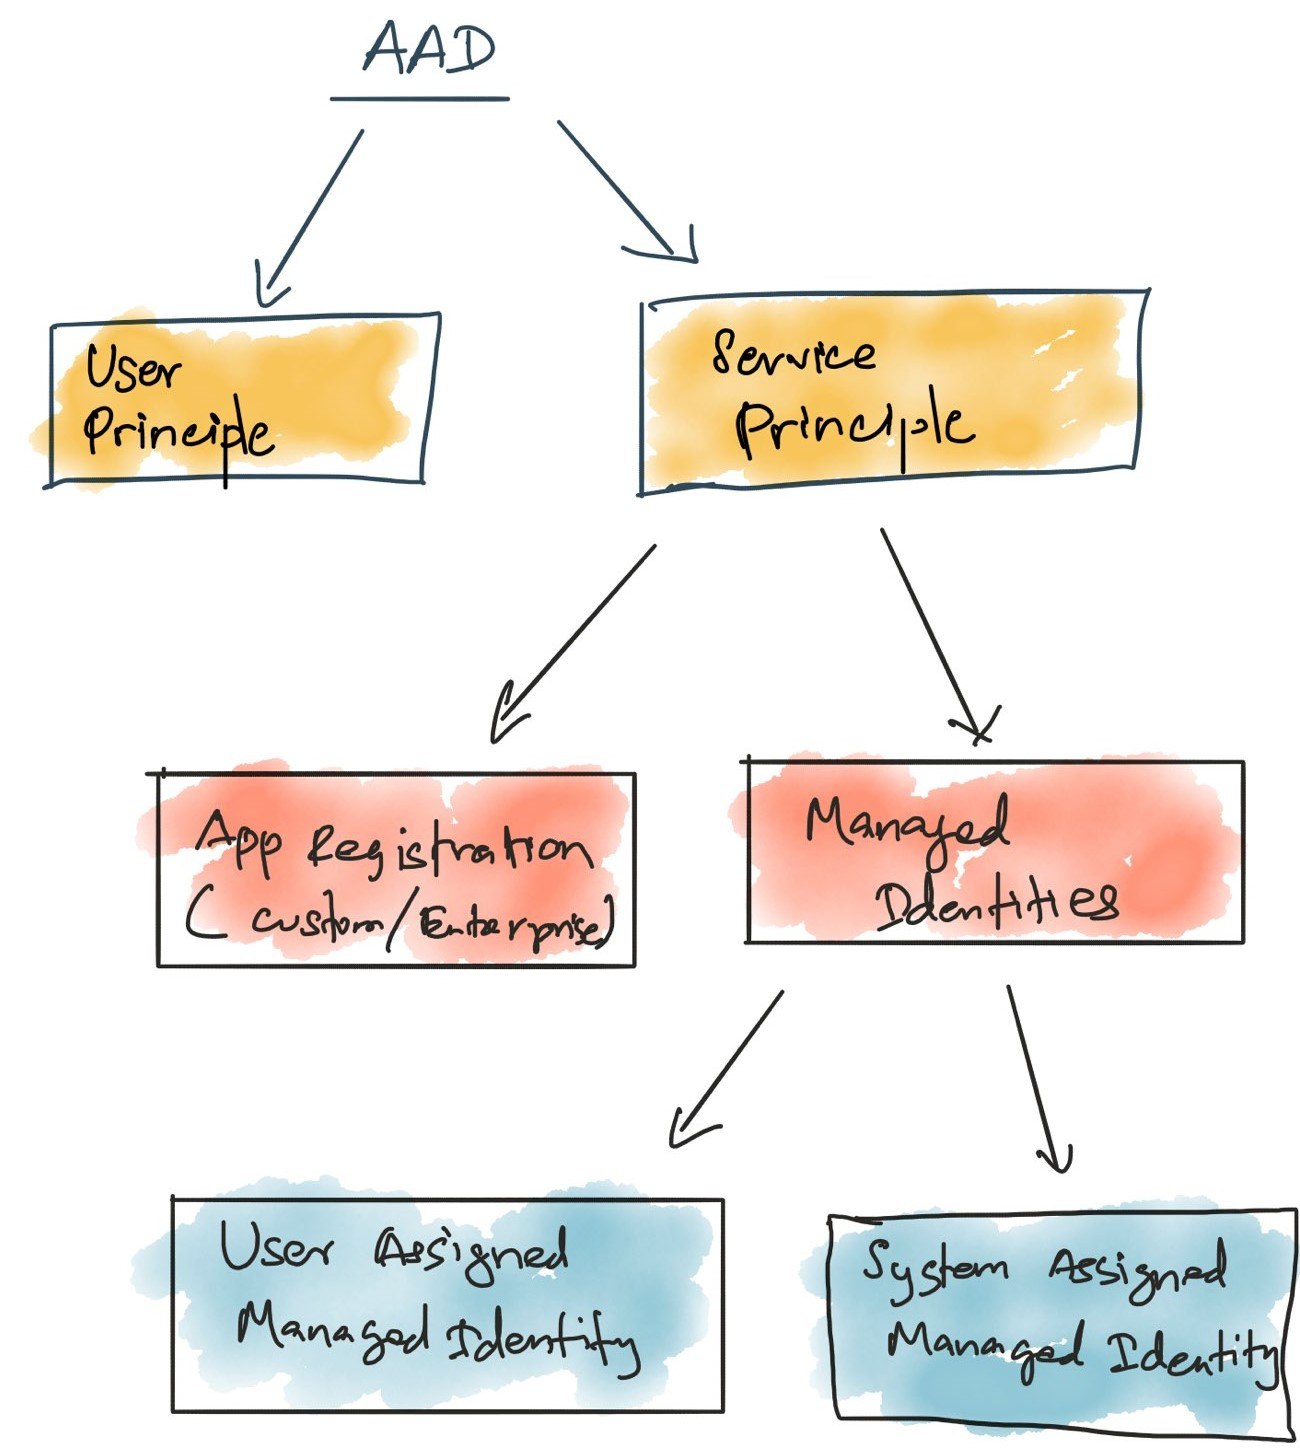 AAD
User
Principle
Service
Principle
App Registration
(Custom/Enterprise)
Managed
Identities
User Assigned
Managed Identity
System Assigned
Managed Identity